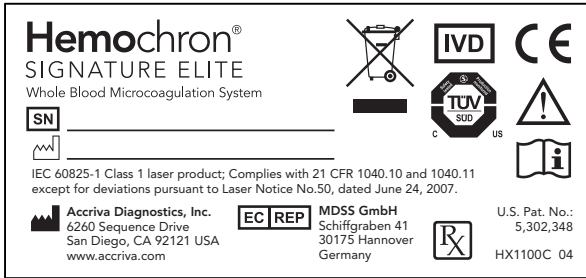 Hemochron®
SIGNATURE ELITE
Whole Blood Microcoagulation System
IVD
CE
TÜV
SÜD
C US
SN
IEC 60825-1 Class 1 laser product; Complies with 21 CFR 1040.10 and 1040.11
except for deviations pursuant to Laser Notice No.50, dated June 24, 2007.
Accriva Diagnostics, Inc.
6260 Sequence Drive
San Diego, CA 92121 USA
www.accriva.com
EC REP
MDSS GmbH
Schiffgraben 41
30175 Hannover
Germany
Rx
U.S. Pat. No.:
5,302,348
HX1100C 04